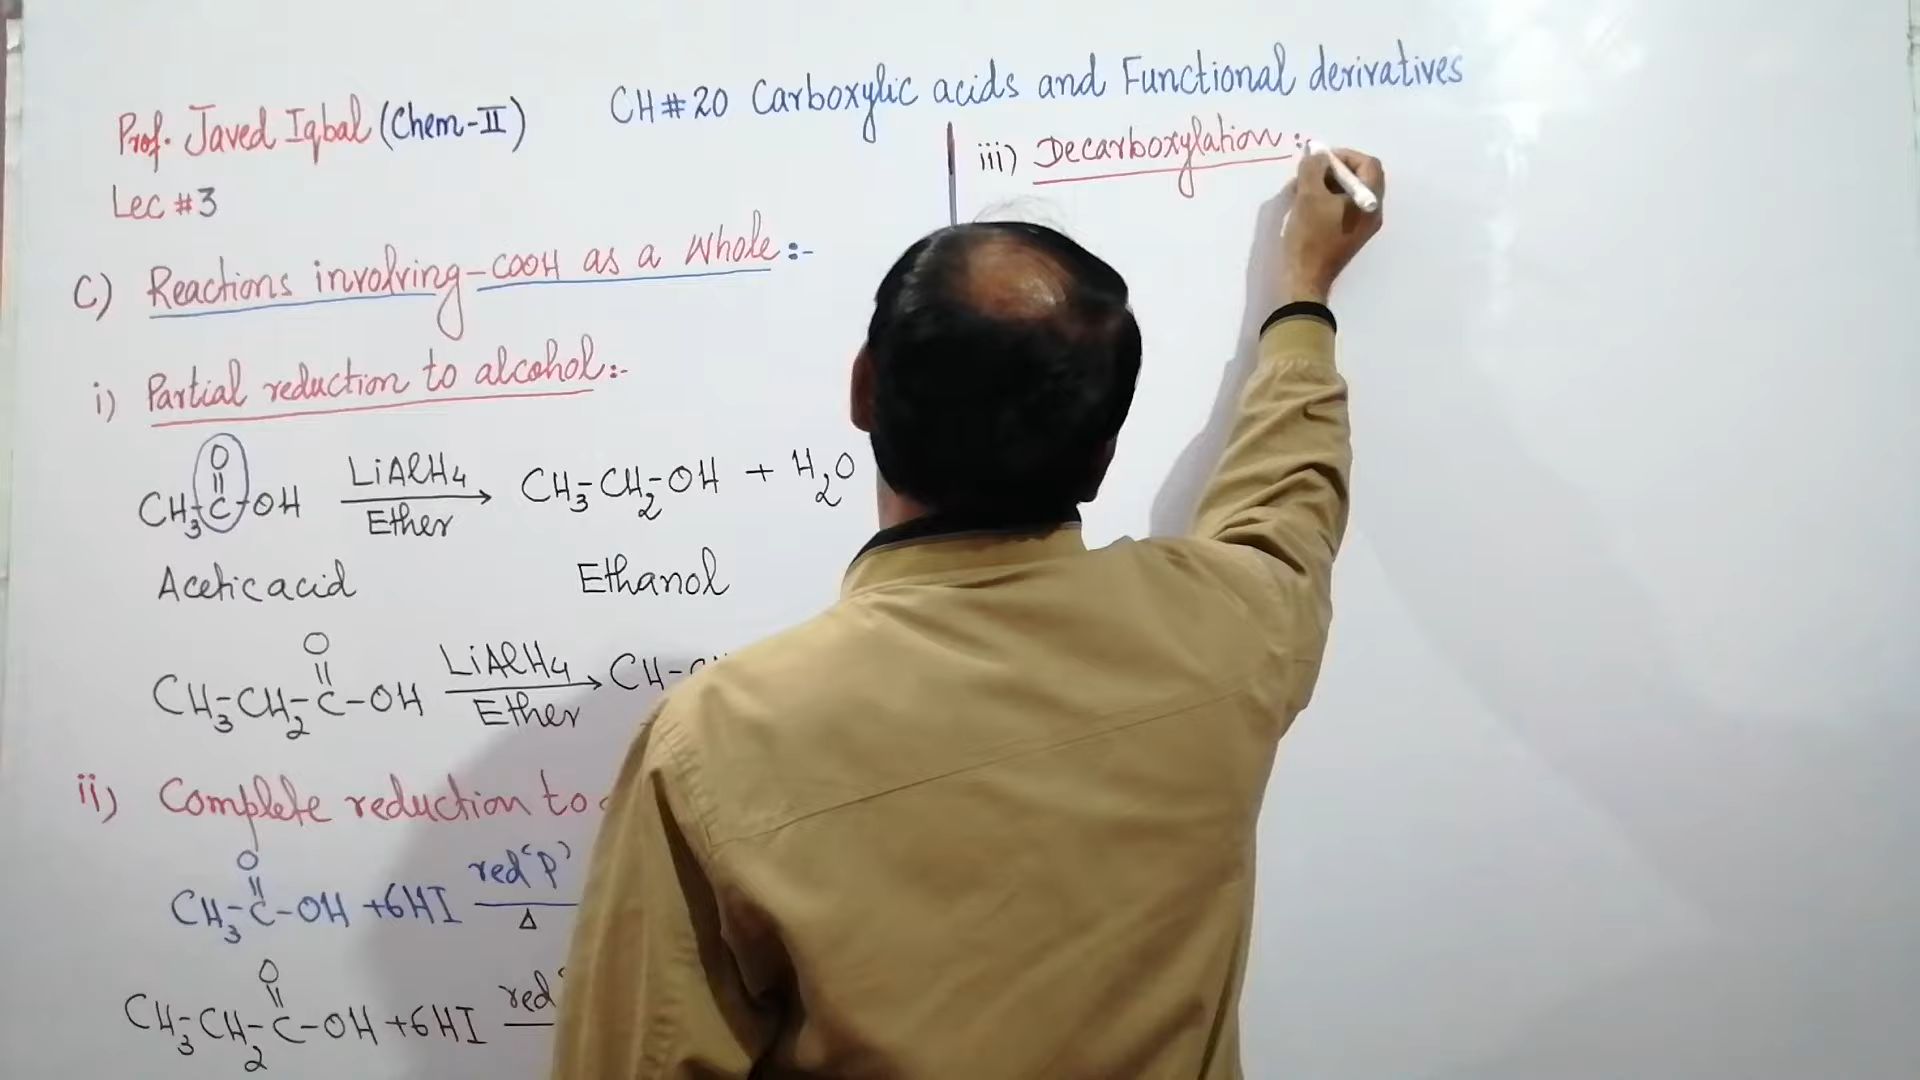 CH#20 Carboxylic acids and Functional derivatives
Prof. Javed Iqbal (Chem-II)
Lec #3
C) Reactions involving -COOH as a Whole:-
i) Partial reduction to alcohol:-
O
||
CH3-C-OH LiAlH4 CH3-CH2-OH + H2O
Ether
Acetic acid Ethanol
O
||
CH3-CH2-C-OH LiAlH4
Ether
ii) Complete reduction to
O
||
CH3-C-OH +6HI red 'P'
Δ
O
||
CH3-CH2-C-OH +6HI red
iii) Decarboxylation :-